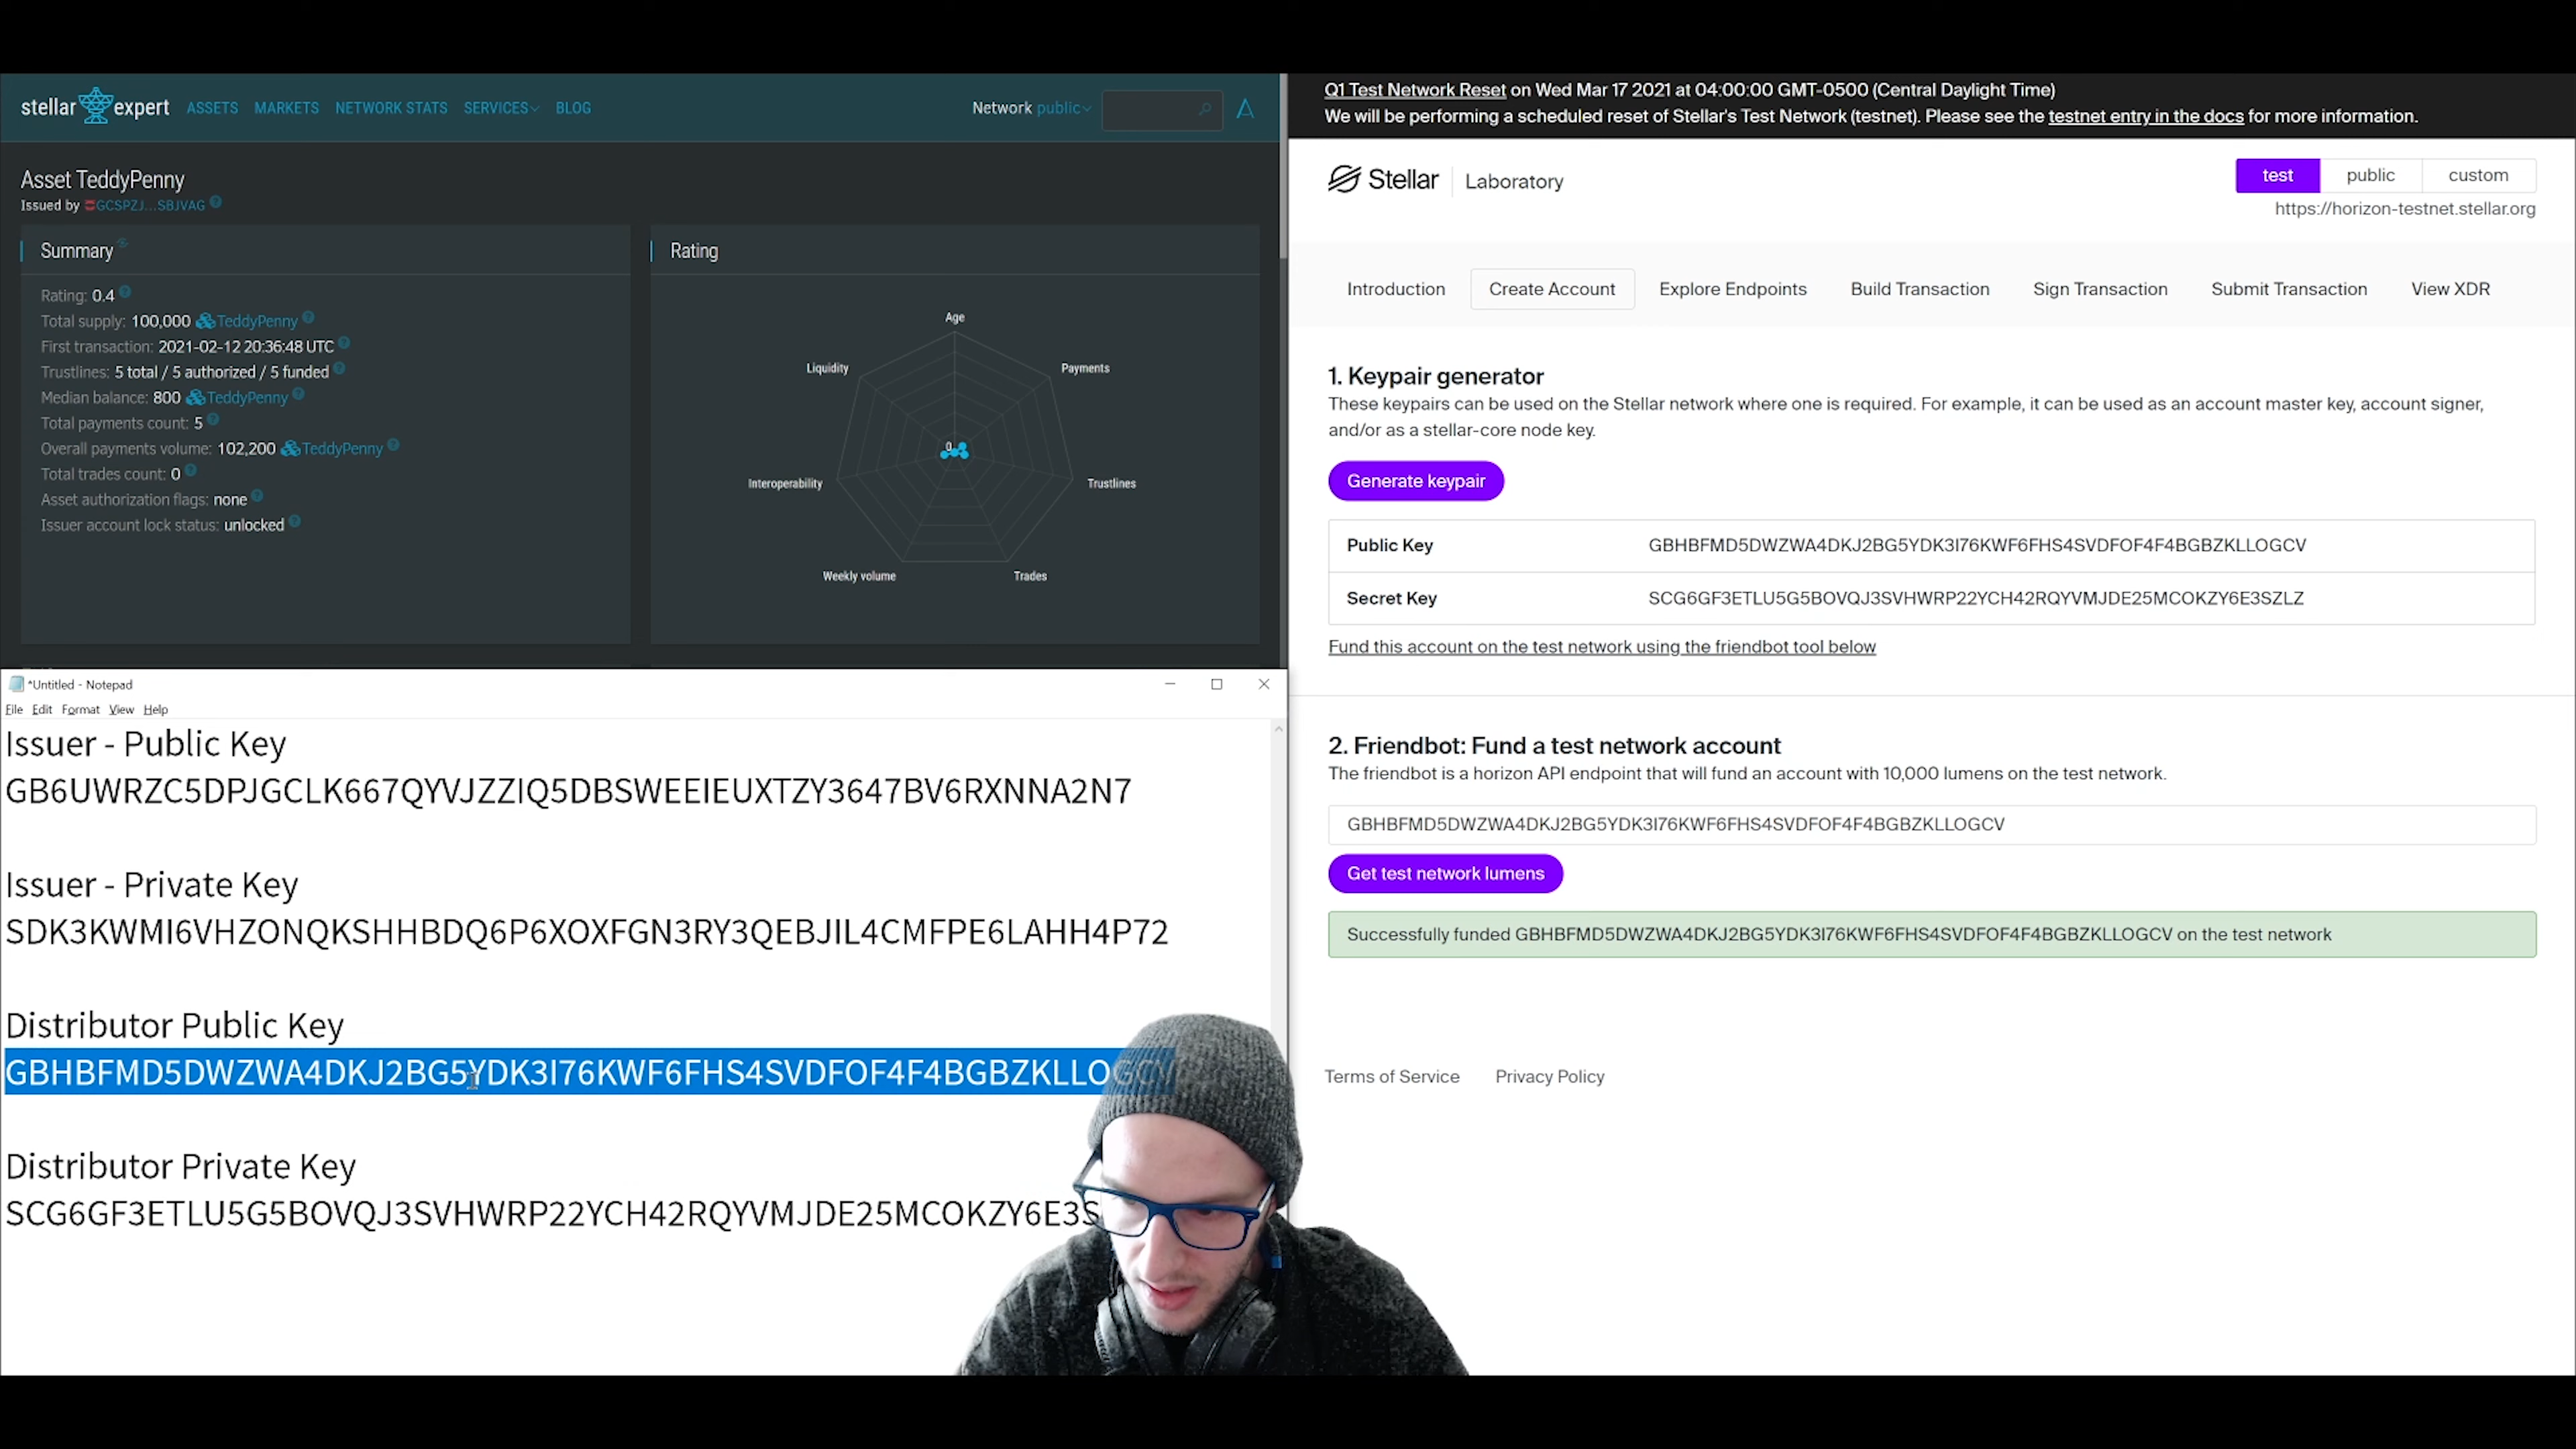 stellar expert ASSETS MARKETS NETWORK STATS SERVICES BLOG Network public
Asset TeddyPenny
Issued by GCSPZJ...SBJVAG
Summary
Rating: 0.4
Total supply: 100,000 TeddyPenny
First transaction: 2021-02-12 20:36:48 UTC
Trustlines: 5 total / 5 authorized / 5 funded
Median balance: 800 TeddyPenny
Total payments count: 5
Overall payments volume: 102,200 TeddyPenny
Total trades count: 0
Asset authorization flags: none
Issuer account lock status: unlocked
Rating
Age
Liquidity
Payments
0
Interoperability
Trustlines
Weekly volume
Trades
*Untitled - Notepad
File Edit Format View Help
Issuer - Public Key
GB6UWRZC5DPJGCLK667QYVJZZIQ5DBSWEEIEUXTZY3647BV6RXNNA2N7
Issuer - Private Key
SDK3KWMI6VHZONQKSHHBDQ6P6XOXFGN3RY3QEBJIL4CMFPE6LAHH4P72
Distributor Public Key
GBHBFMD5DWZWA4DKJ2BG5YDK3I76KWF6FHS4SVDFOF4F4BGBZKLLOGCV
Distributor Private Key
SCG6GF3ETLU5G5BOVQJ3SVHWRP22YCH42RQYVMJDE25MCOKZY6E3S
Q1 Test Network Reset on Wed Mar 17 2021 at 04:00:00 GMT-0500 (Central Daylight Time)
We will be performing a scheduled reset of Stellar's Test Network (testnet). Please see the testnet entry in the docs for more information.
Stellar Laboratory
test public custom
https://horizon-testnet.stellar.org
Introduction Create Account Explore Endpoints Build Transaction Sign Transaction Submit Transaction View XDR
1. Keypair generator
These keypairs can be used on the Stellar network where one is required. For example, it can be used as an account master key, account signer,
and/or as a stellar-core node key.
Generate keypair
Public Key GBHBFMD5DWZWA4DKJ2BG5YDK3I76KWF6FHS4SVDFOF4F4BGBZKLLOGCV
Secret Key SCG6GF3ETLU5G5BOVQJ3SVHWRP22YCH42RQYVMJDE25MCOKZY6E3SZLZ
Fund this account on the test network using the friendbot tool below
2. Friendbot: Fund a test network account
The friendbot is a horizon API endpoint that will fund an account with 10,000 lumens on the test network.
GBHBFMD5DWZWA4DKJ2BG5YDK3I76KWF6FHS4SVDFOF4F4BGBZKLLOGCV
Get test network lumens
Successfully funded GBHBFMD5DWZWA4DKJ2BG5YDK3I76KWF6FHS4SVDFOF4F4BGBZKLLOGCV on the test network
Terms of Service Privacy Policy